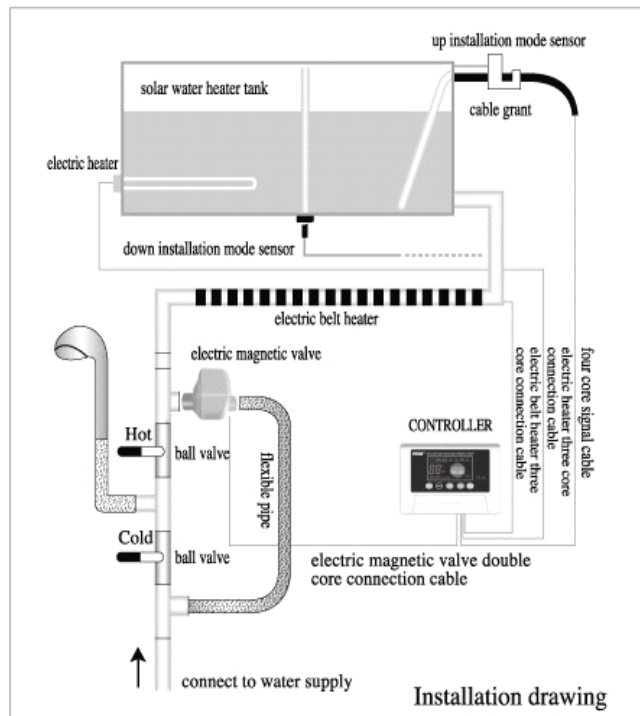 up installation mode sensor
solar water heater tank
cable grant
electric heater
down installation mode sensor
electric belt heater
electric magnetic valve
four core signal cable
electric heater three core
connection cable
electric belt heater three
core connection cable
CONTROLLER
Hot
ball valve
flexible pipe
Cold
ball valve
electric magnetic valve double
core connection cable
connect to water supply
Installation drawing